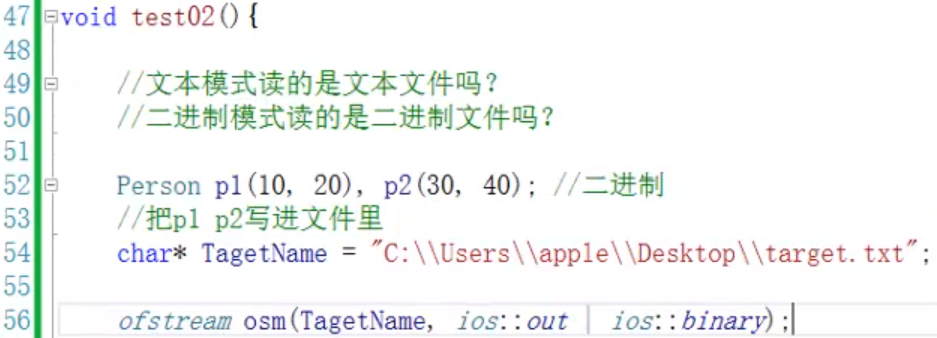 47 void test02(){
48
49 //文本模式读的是文本文件吗?
50 //二进制模式读的是二进制文件吗?
51
52 Person p1(10, 20), p2(30, 40); //二进制
53 //把p1 p2写进文件里
54 char* TagetName = "C:\\Users\\apple\\Desktop\\target.txt";
55
56 ofstream osm(TagetName, ios::out | ios::binary);